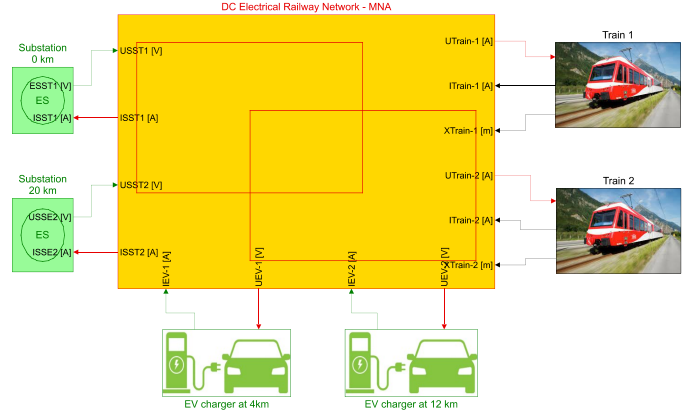 DC Electrical Railway Network - MNA
Substation
0 km
ESST1 [V]
ES
ISST1 [A]
Substation
20 km
USSE2 [V]
ES
ISSE2 [A]
USST1 [V]
ISST1 [A]
USST2 [V]
ISST2 [A]
UTrain-1 [A]
ITrain-1 [A]
XTrain-1 [m]
UTrain-2 [A]
ITrain-2 [A]
XTrain-2 [m]
IEV-1 [A]
UEV-1 [V]
IEV-2 [A]
UEV-2 [V]
Train 1
Train 2
EV charger at 4km
EV charger at 12 km